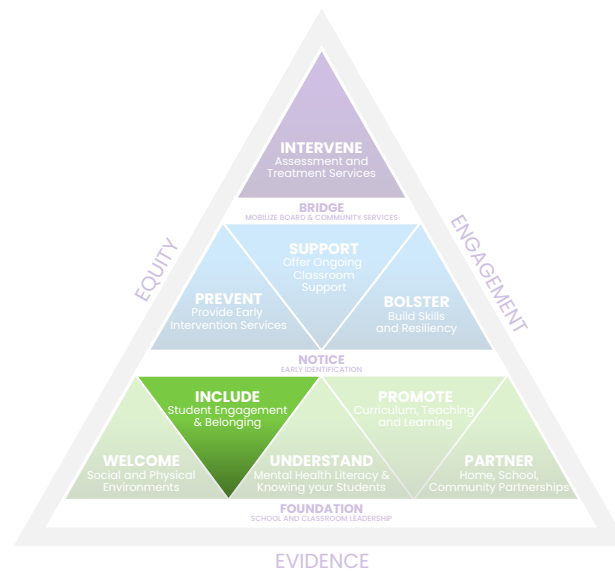 INTERVENE
Assessment and
Treatment Services
BRIDGE
MOBILIZE BOARD & COMMUNITY SERVICES
EQUITY
ENGAGEMENT
SUPPORT
Offer Ongoing
Classroom
Support
PREVENT
Provide Early
Intervention Services
BOLSTER
Build Skills
and Resiliency
NOTICE
EARLY IDENTIFICATION
INCLUDE
Student Engagement
& Belonging
PROMOTE
Curriculum, Teaching
and Learning
WELCOME
Social and Physical
Environments
UNDERSTAND
Mental Health Literacy &
Knowing your Students
PARTNER
Home, School,
Community Partnerships
FOUNDATION
SCHOOL AND CLASSROOM LEADERSHIP
EVIDENCE